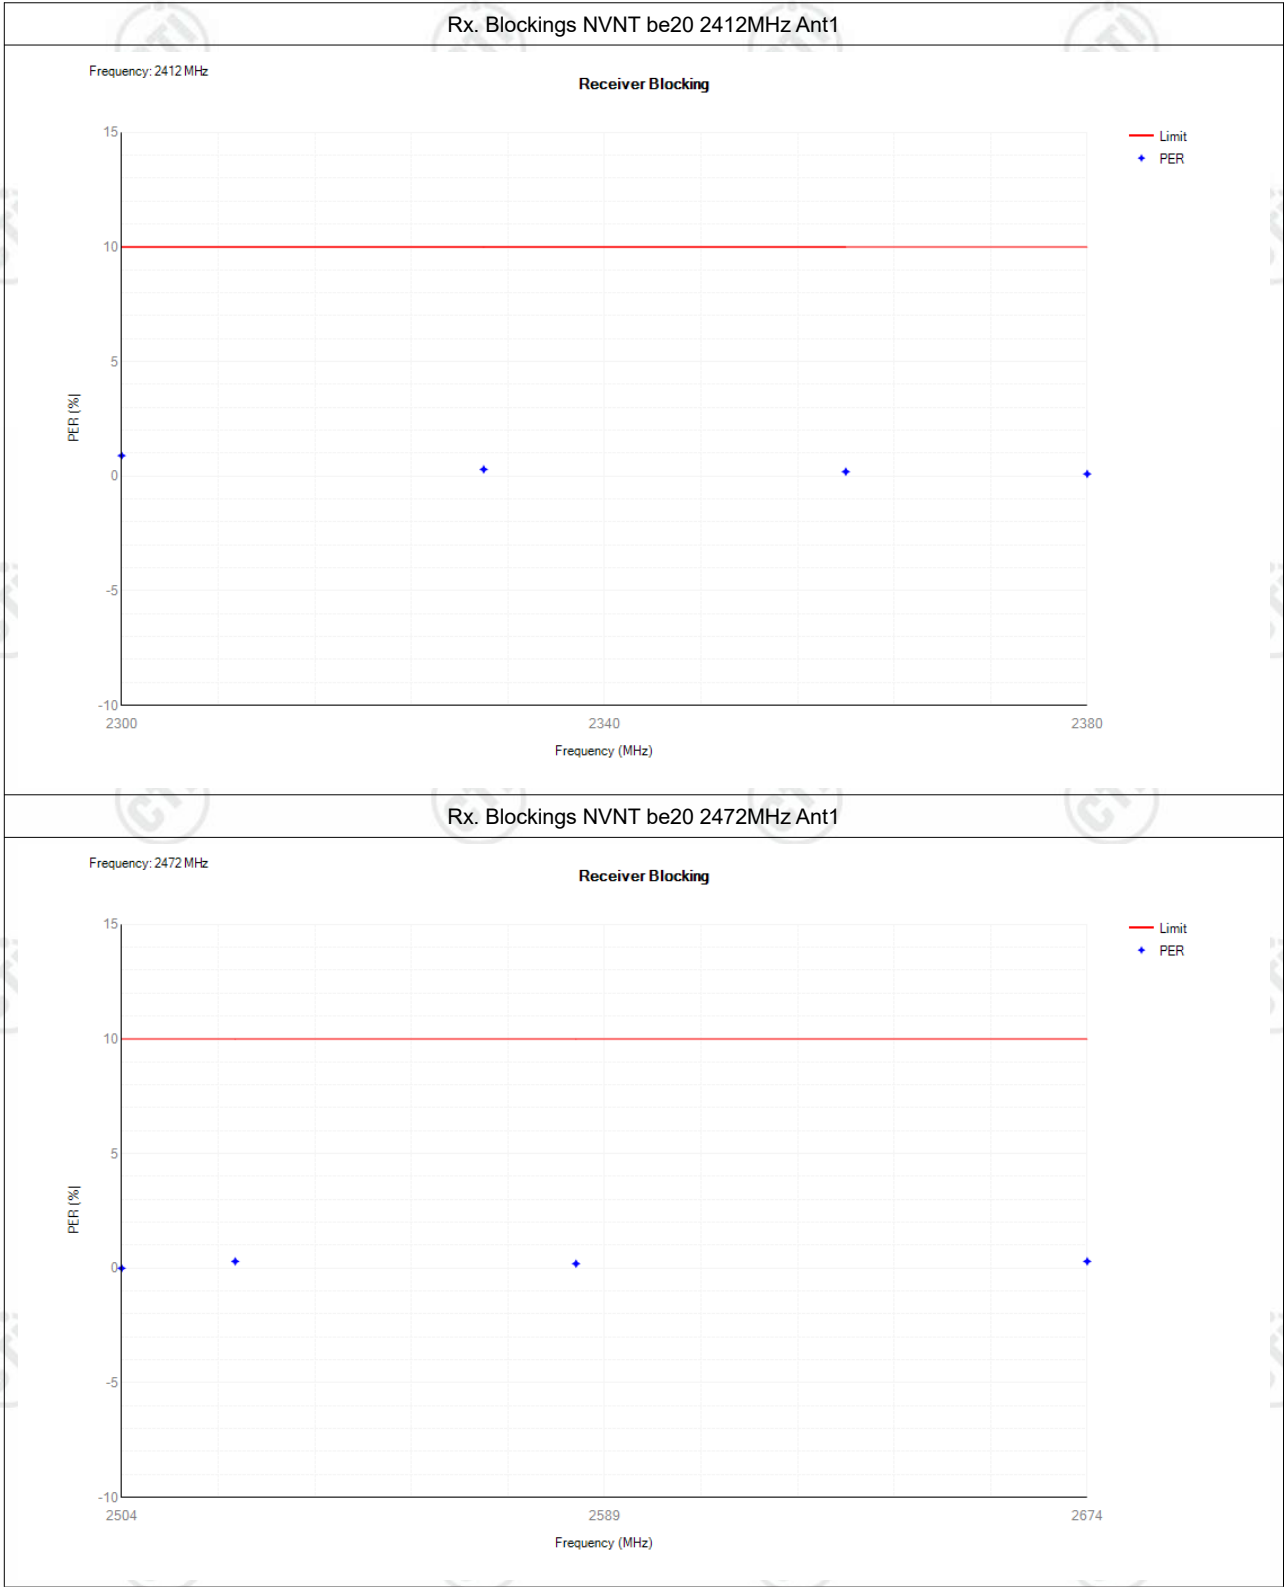 Rx. Blockings NVNT be20 2412MHz Ant1
Frequency: 2412 MHz
Receiver Blocking
Limit
PER
15
10
5
0
-5
-10
PER (%)
2300
2340
2380
Frequency (MHz)
Rx. Blockings NVNT be20 2472MHz Ant1
Frequency: 2472 MHz
Receiver Blocking
Limit
PER
15
10
5
0
-5
-10
PER (%)
2504
2589
2674
Frequency (MHz)